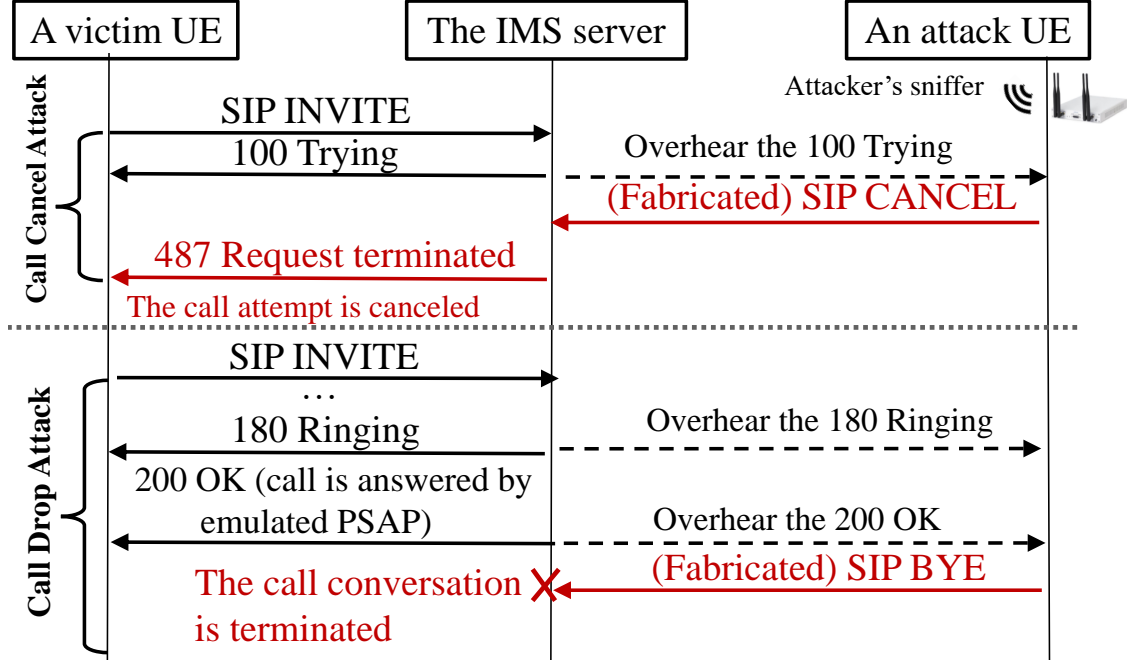 A victim UE
The IMS server
An attack UE
Attacker's sniffer
Call Cancel Attack
SIP INVITE
100 Trying
Overhear the 100 Trying
(Fabricated) SIP CANCEL
487 Request terminated
The call attempt is canceled
Call Drop Attack
SIP INVITE
…
180 Ringing
Overhear the 180 Ringing
200 OK (call is answered by
emulated PSAP)
Overhear the 200 OK
(Fabricated) SIP BYE
The call conversation
is terminated